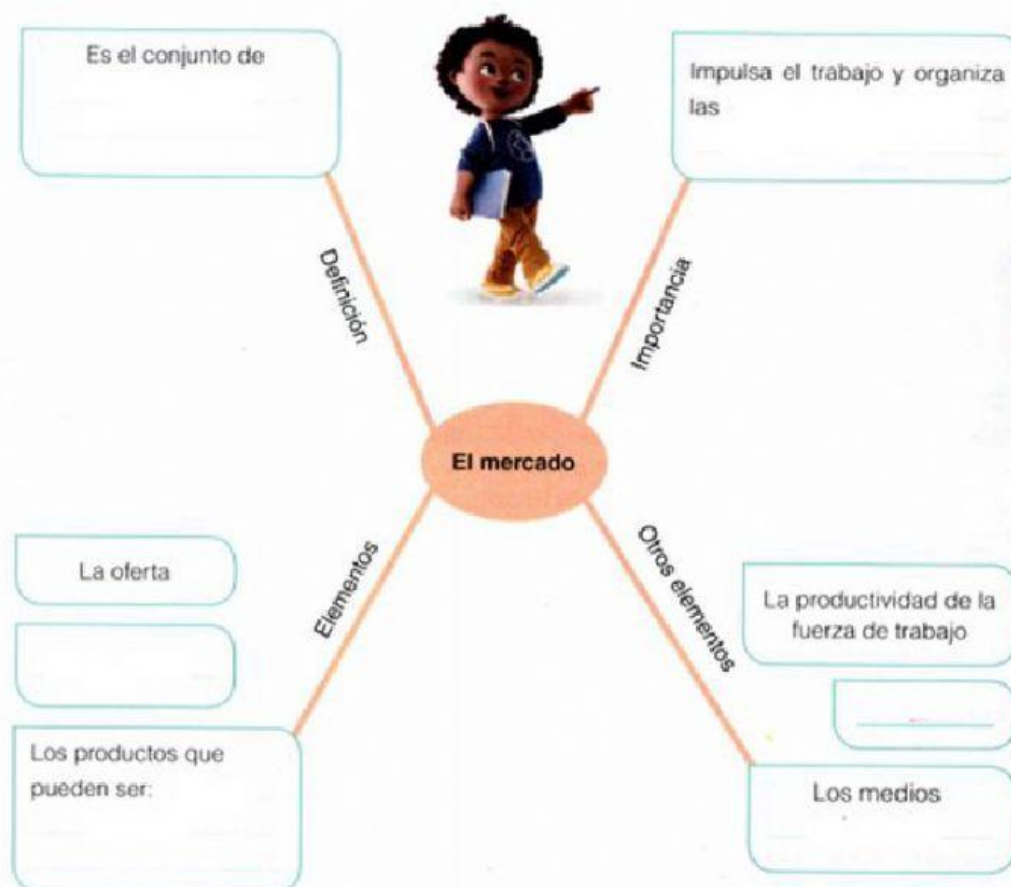 Es el conjunto de
Impulsa el trabajo y organiza
las
Definición
Importancia
El mercado
Elementos
Otros elementos
La oferta
La productividad de la
fuerza de trabajo
Los productos que
pueden ser:
Los medios